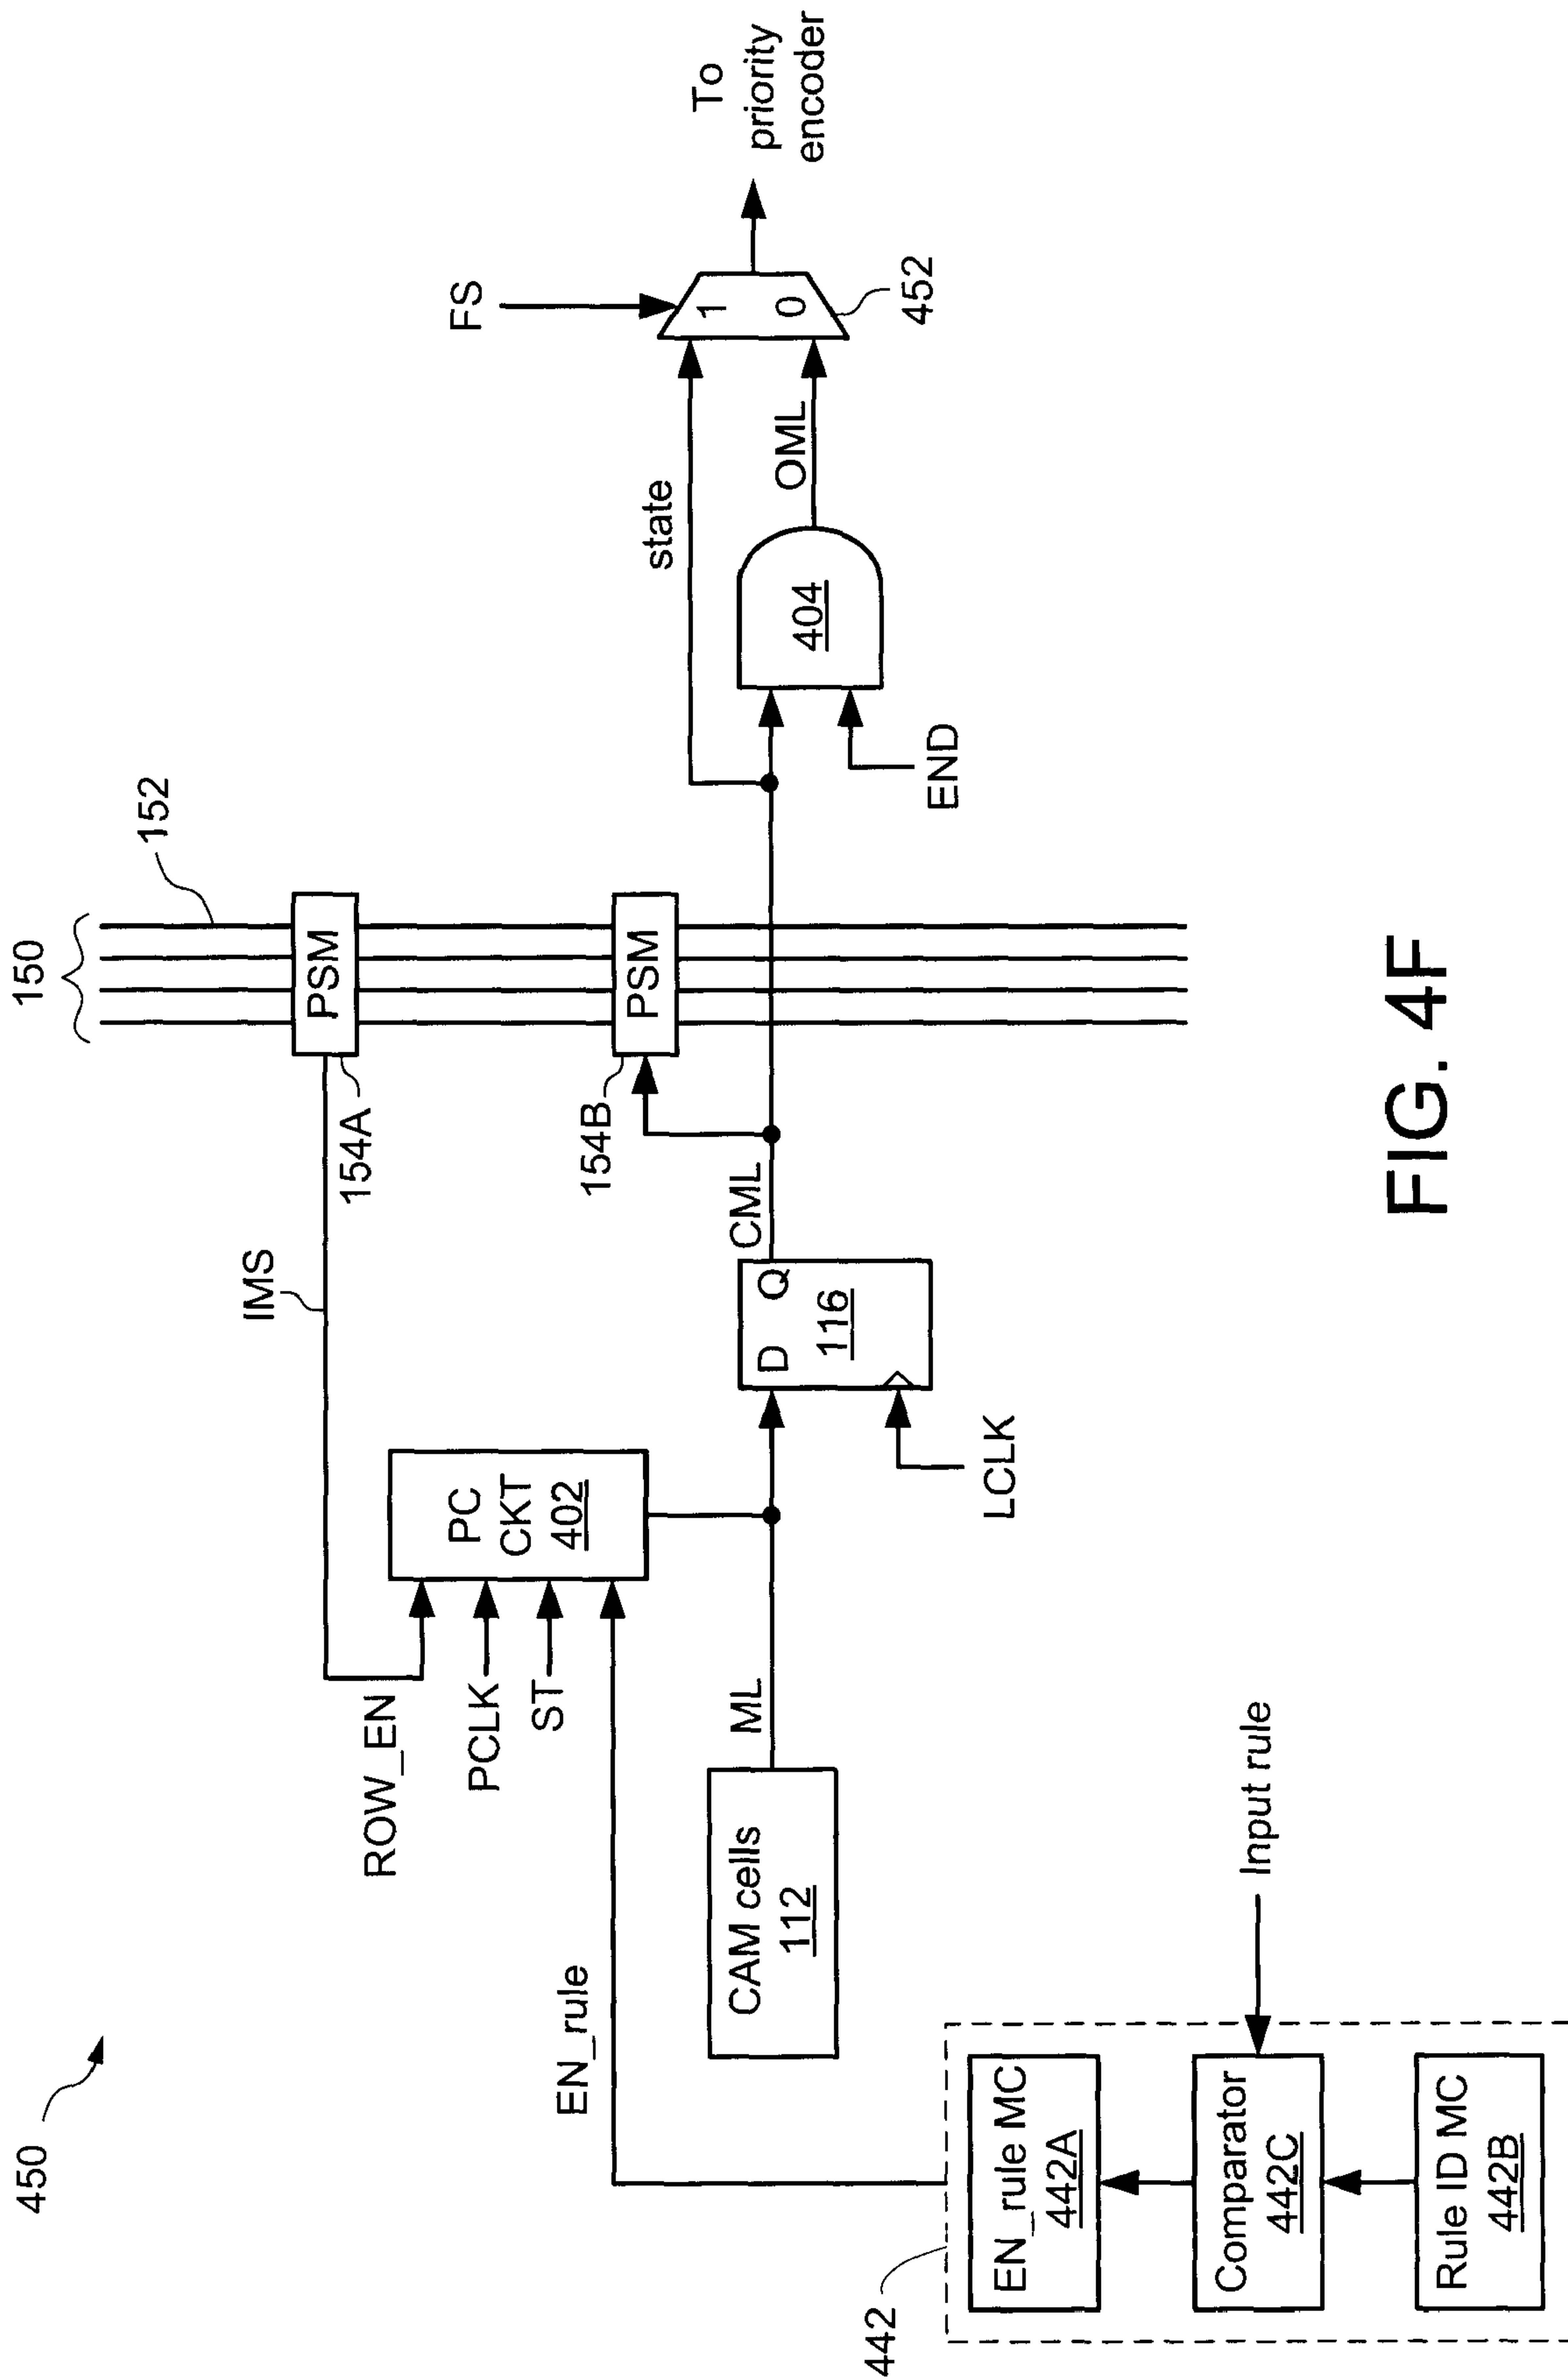 450
150
152
FS
To
priority
encoder
IMS
PSM
154A
ROW_EN
PCLK
ST
PC
CKT
402
state
1
0
452
EN_rule
ML
D Q
116
CML
154B
PSM
OML
404
END
CAM cells
112
LCLK
442
EN_rule MC
442A
Comparator
442C
Input rule
Rule ID MC
442B
FIG. 4F